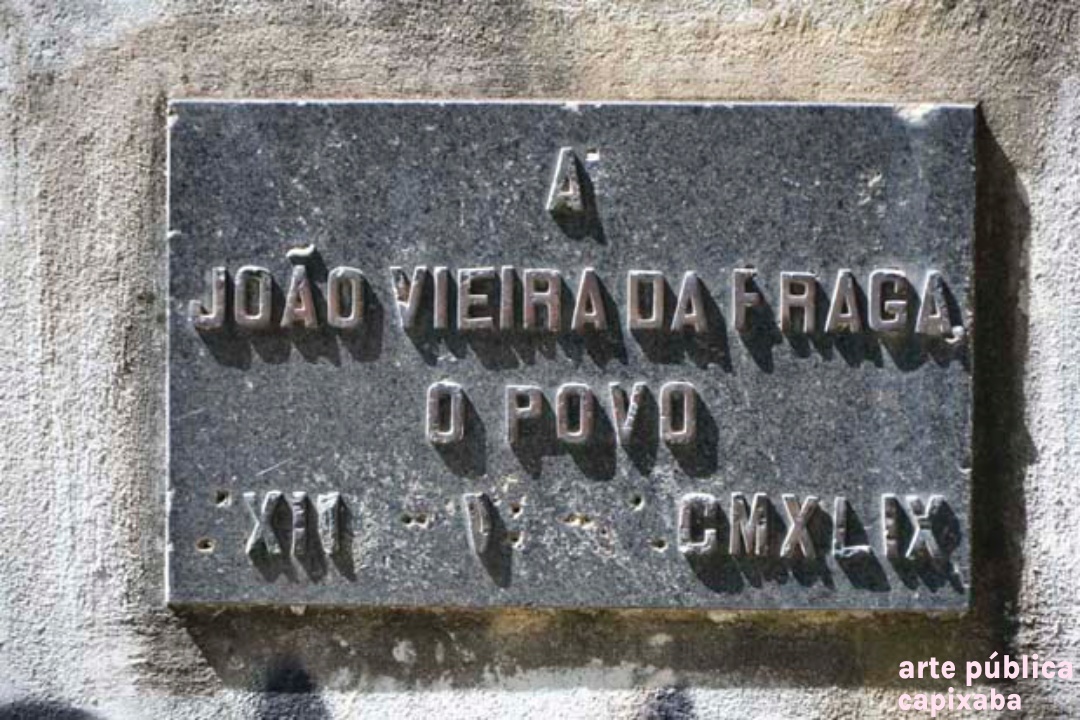 A
JOÃO VIEIRA DA FRAGA
O POVO
XII I CMXLIX
arte pública
capixaba